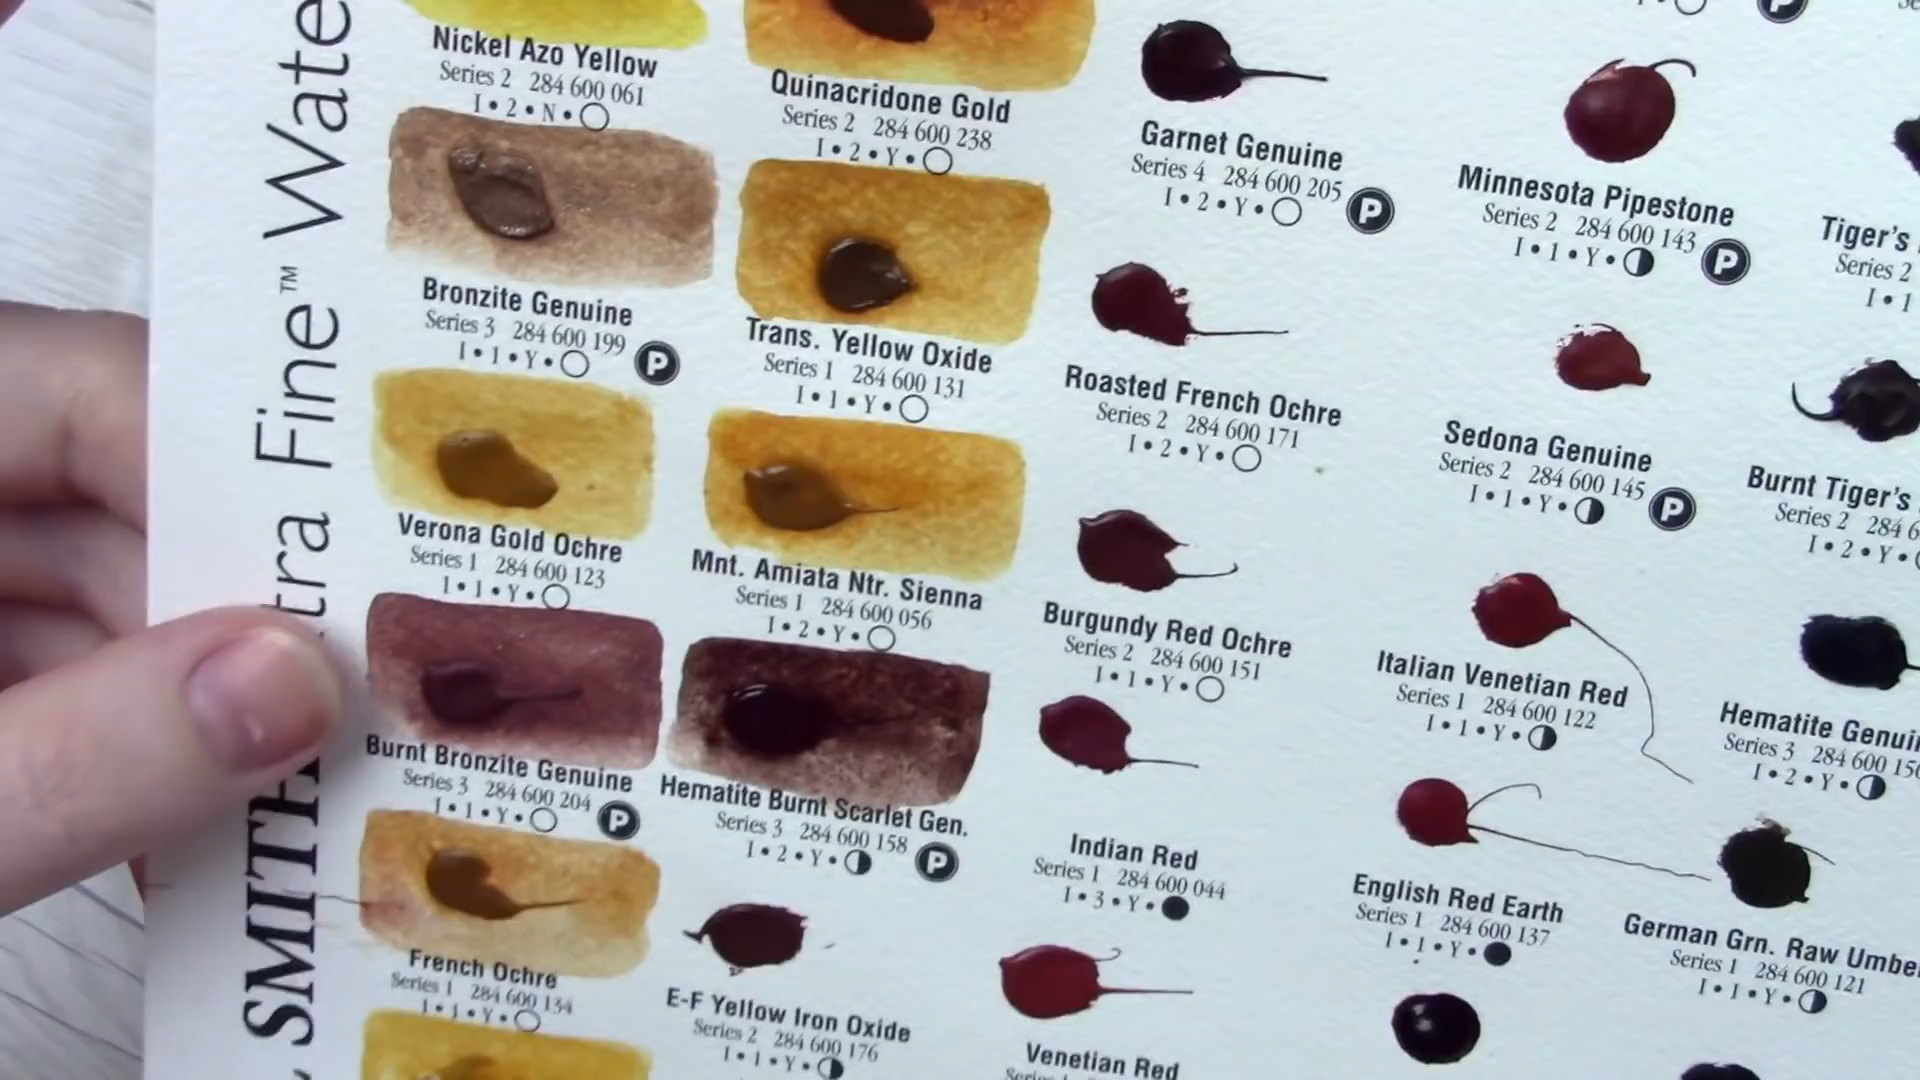 SMITH
tra Fine™ Wate
Nickel Azo Yellow
Series 2 284 600 061
I • 2 • N •
Bronzite Genuine
Series 3 284 600 199
I • 1 • Y •
P
Verona Gold Ochre
Series 1 284 600 123
I • 1 • Y •
Burnt Bronzite Genuine
Series 3 284 600 204
I • 1 • Y •
P
French Ochre
Series 1 284 600 134
I • 1 • Y •
Quinacridone Gold
Series 2 284 600 238
I • 2 • Y •
Trans. Yellow Oxide
Series 1 284 600 131
I • 1 • Y •
Mnt. Amiata Ntr. Sienna
Series 1 284 600 056
I • 2 • Y •
Hematite Burnt Scarlet Gen.
Series 3 284 600 158
I • 2 • Y •
P
E-F Yellow Iron Oxide
Series 2 284 600 176
I • 1 • Y •
Garnet Genuine
Series 4 284 600 205
I • 2 • Y •
P
Roasted French Ochre
Series 2 284 600 171
I • 2 • Y •
Burgundy Red Ochre
Series 2 284 600 151
I • 1 • Y •
Indian Red
Series 1 284 600 044
I • 3 • Y •
Venetian Red
P
Minnesota Pipestone
Series 2 284 600 143
I • 1 • Y •
P
Sedona Genuine
Series 2 284 600 145
I • 1 • Y •
P
Italian Venetian Red
Series 1 284 600 122
I • 1 • Y •
English Red Earth
Series 1 284 600 137
I • 1 • Y •
Tiger's
Series 2
I • 1
Burnt Tiger's
Series 2 284 6
I • 2 • Y •
Hematite Genui
Series 3 284 600 150
I • 2 • Y •
German Grn. Raw Umbe
Series 1 284 600 121
I • 1 • Y •